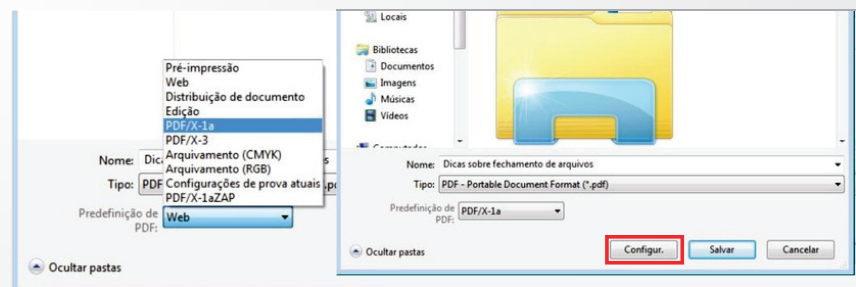 Pré-impressão
Web
Distribuição de documento
Edição
PDF/X-1a
PDF/X-3
Arquivamento (CMYK)
Arquivamento (RGB)
Configurações de prova atuais
PDF/X-1aZAP
Nome:
Tipo: PDF
Predefinição de PDF: Web
Ocultar pastas
Locais
Bibliotecas
Documentos
Imagens
Músicas
Vídeos
Nome: Dicas sobre fechamento de arquivos
Tipo: PDF - Portable Document Format (*.pdf)
Predefinição de
PDF: PDF/X-1a
Ocultar pastas
Configur.
Salvar
Cancelar